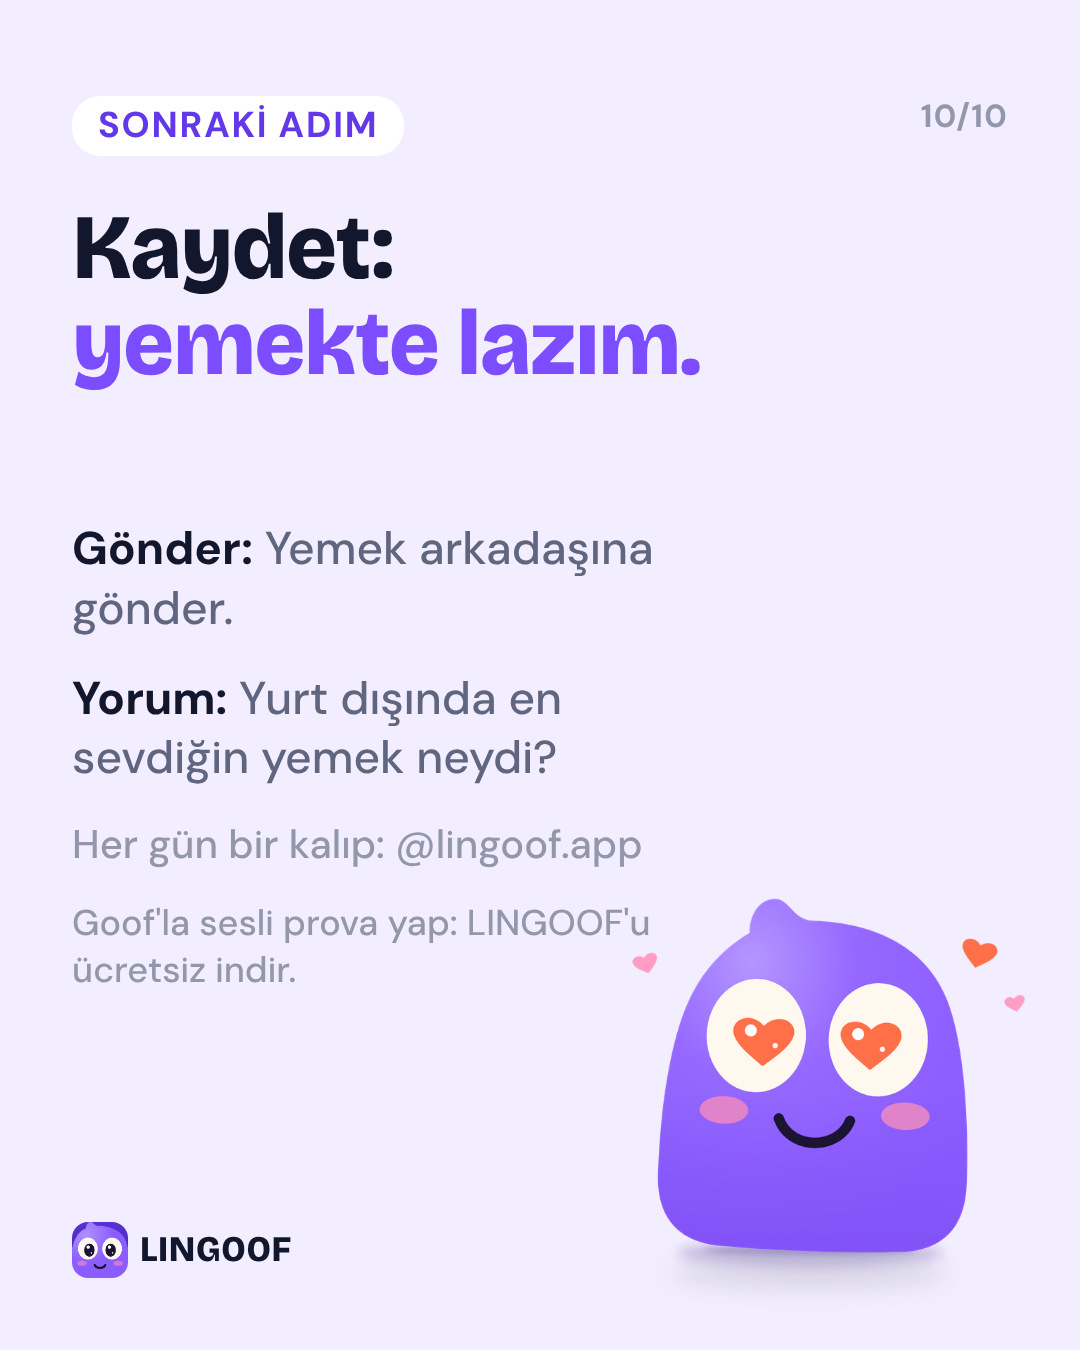 SONRAKİ ADIM
10/10
Kaydet:
yemekte lazım.
Gönder: Yemek arkadaşına
gönder.
Yorum: Yurt dışında en
sevdiğin yemek neydi?
Her gün bir kalıp: @lingoof.app
Goof'la sesli prova yap: LINGOOF'u
ücretsiz indir.
LINGOOF